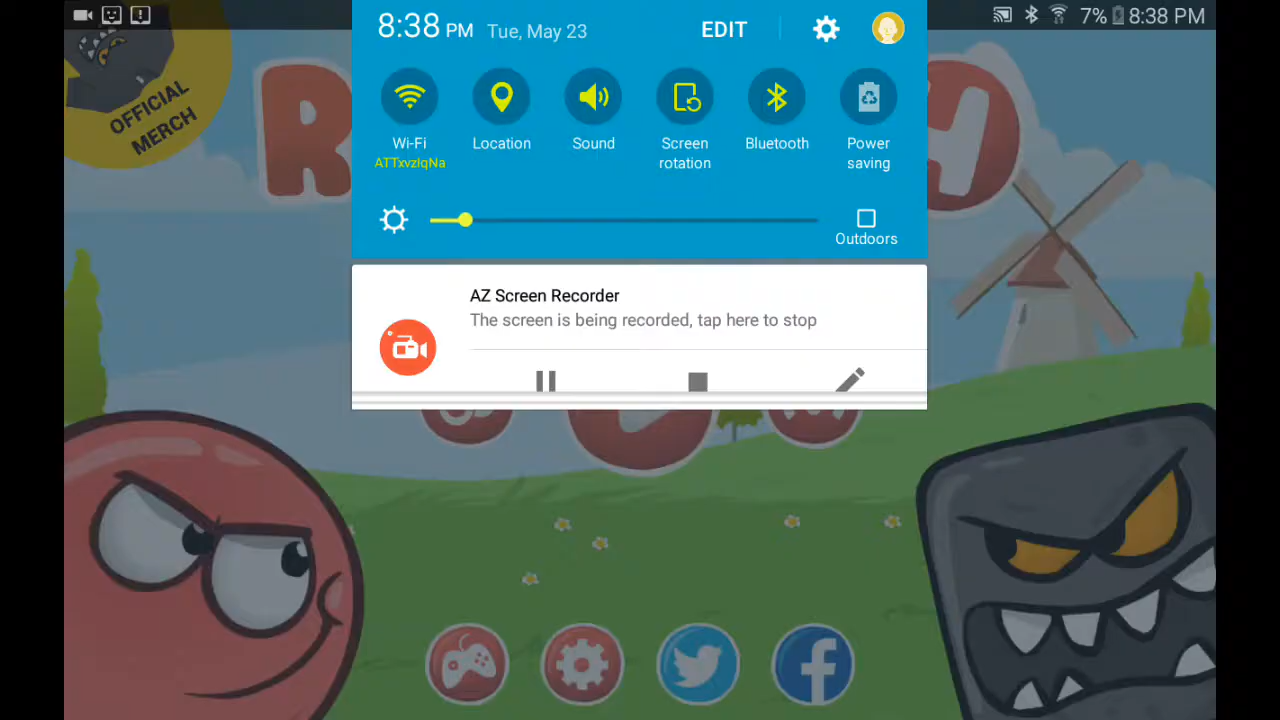 8:38 PM Tue, May 23 EDIT
7% 8:38 PM
OFFICIAL
MERCH
R
H
Wi-Fi
ATTxvzIqNa
Location
Sound
Screen
rotation
Bluetooth
Power
saving
Outdoors
AZ Screen Recorder
The screen is being recorded, tap here to stop